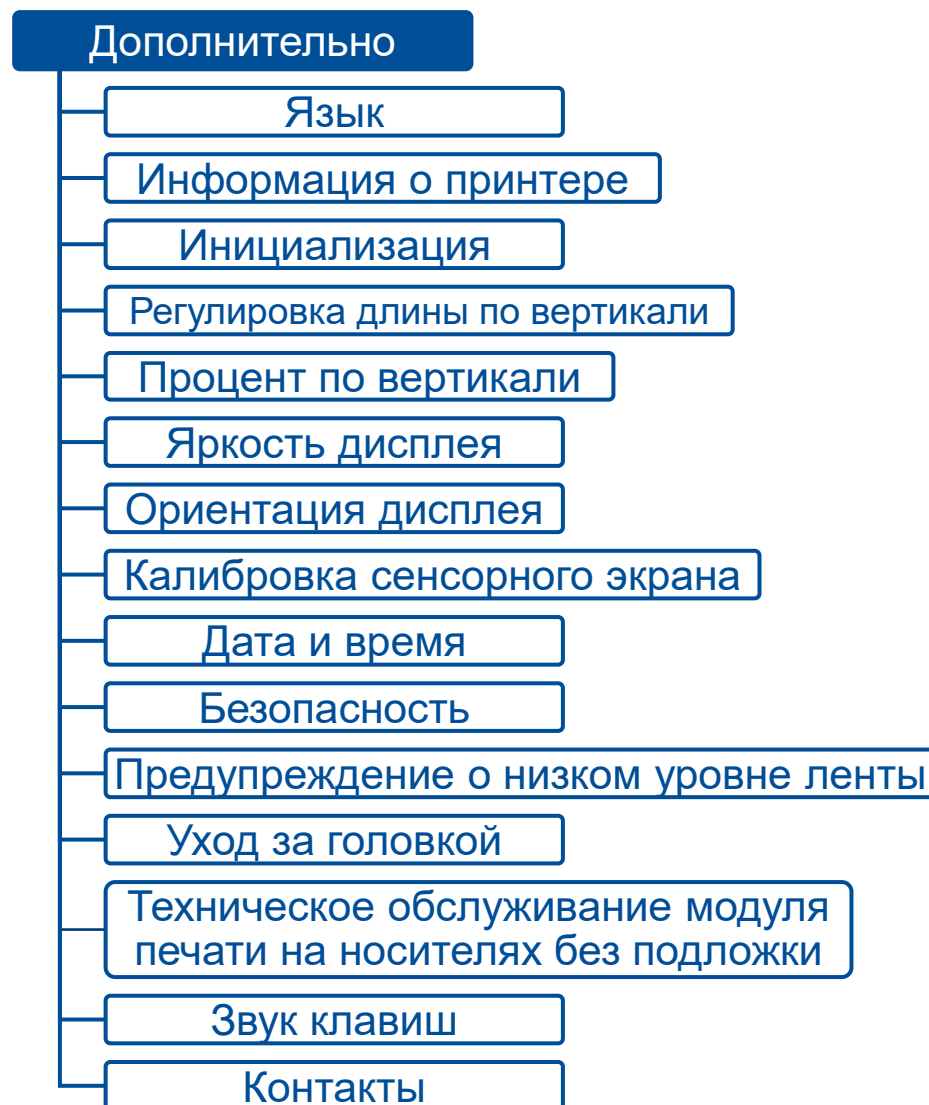 Дополнительно
Язык
Информация о принтере
Инициализация
Регулировка длины по вертикали
Процент по вертикали
Яркость дисплея
Ориентация дисплея
Калибровка сенсорного экрана
Дата и время
Безопасность
Предупреждение о низком уровне ленты
Уход за головкой
Техническое обслуживание модуля
печати на носителях без подложки
Звук клавиш
Контакты